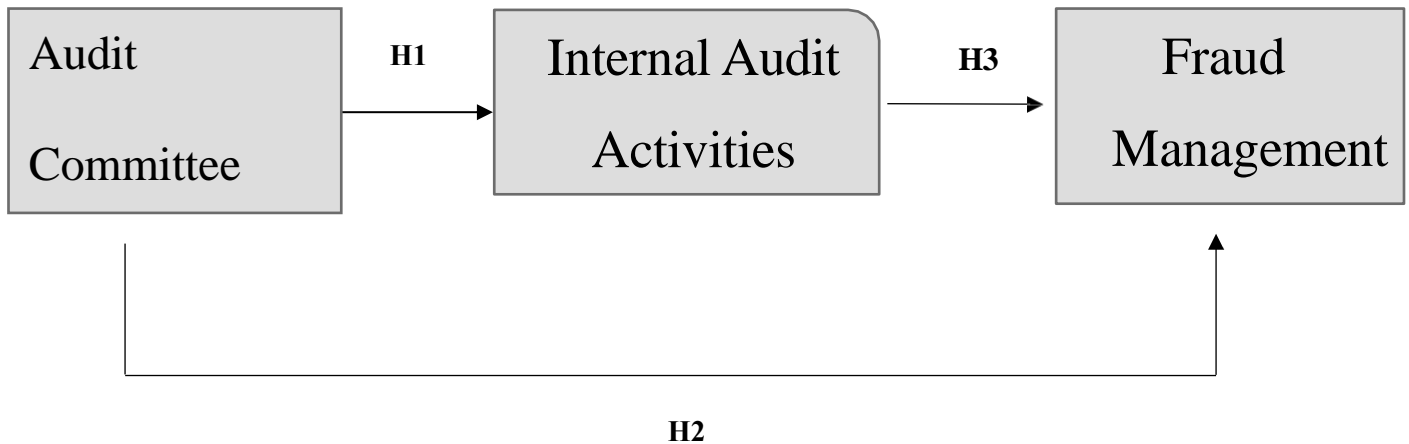 Audit
Committee
H1
Internal Audit
Activities
H3
Fraud
Management
H2